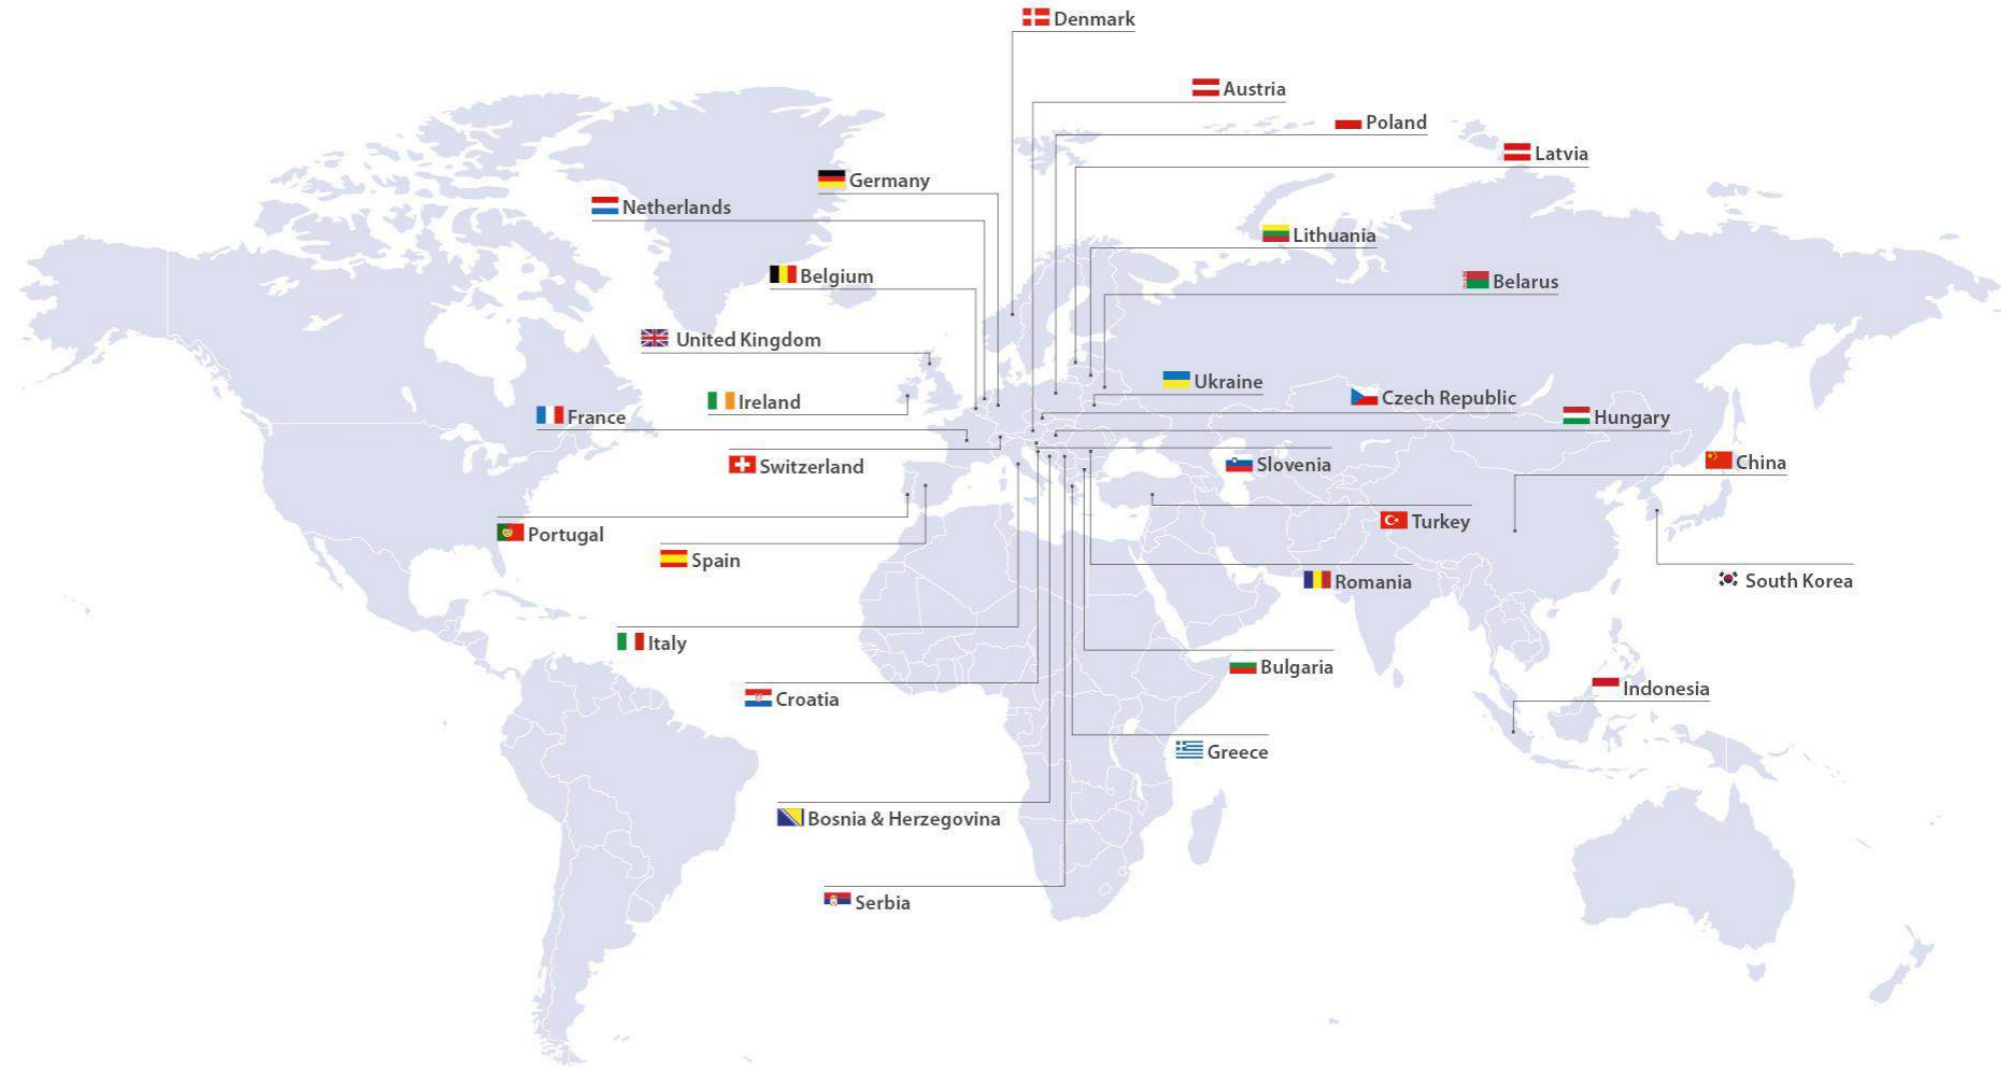 Denmark
Austria
Poland
Latvia
Germany
Netherlands
Lithuania
Belgium
Belarus
United Kingdom
Ukraine
Czech Republic
Ireland
France
Hungary
Switzerland
Slovenia
China
Turkey
Portugal
Spain
Romania
South Korea
Italy
Bulgaria
Indonesia
Croatia
Greece
Bosnia & Herzegovina
Serbia